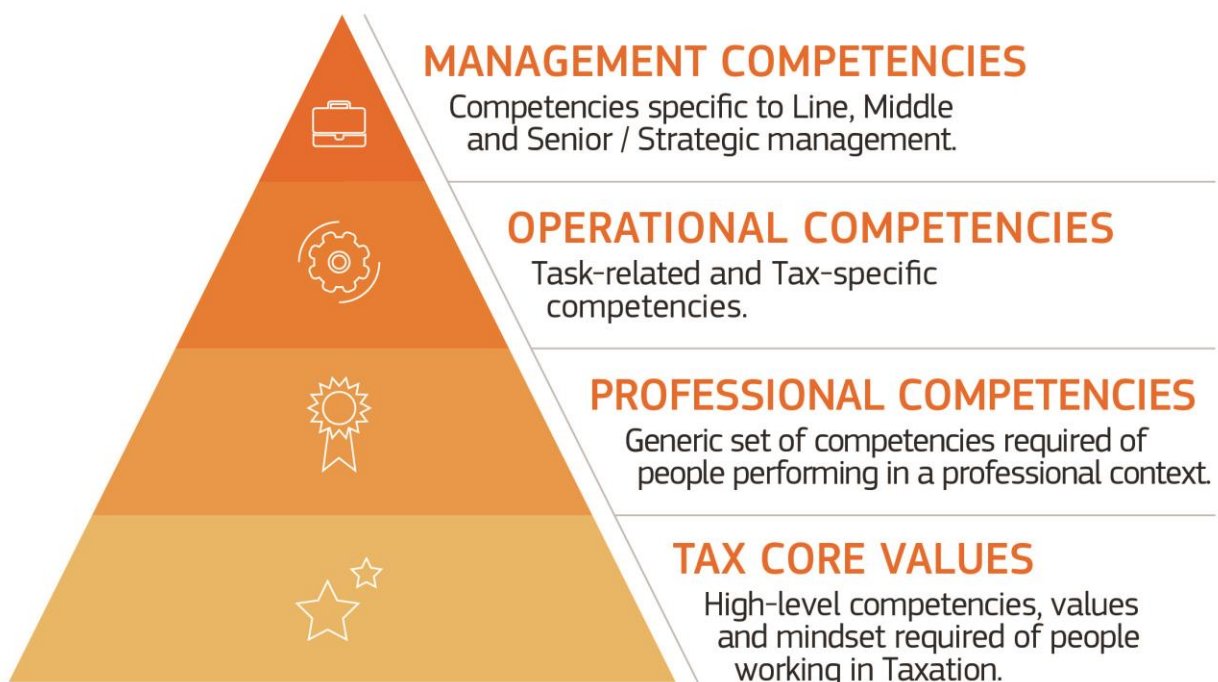 MANAGEMENT COMPETENCIES
Competencies specific to Line, Middle
and Senior / Strategic management.
OPERATIONAL COMPETENCIES
Task-related and Tax-specific
competencies.
PROFESSIONAL COMPETENCIES
Generic set of competencies required of
people performing in a professional context.
TAX CORE VALUES
High-level competencies, values
and mindset required of people
working in Taxation.